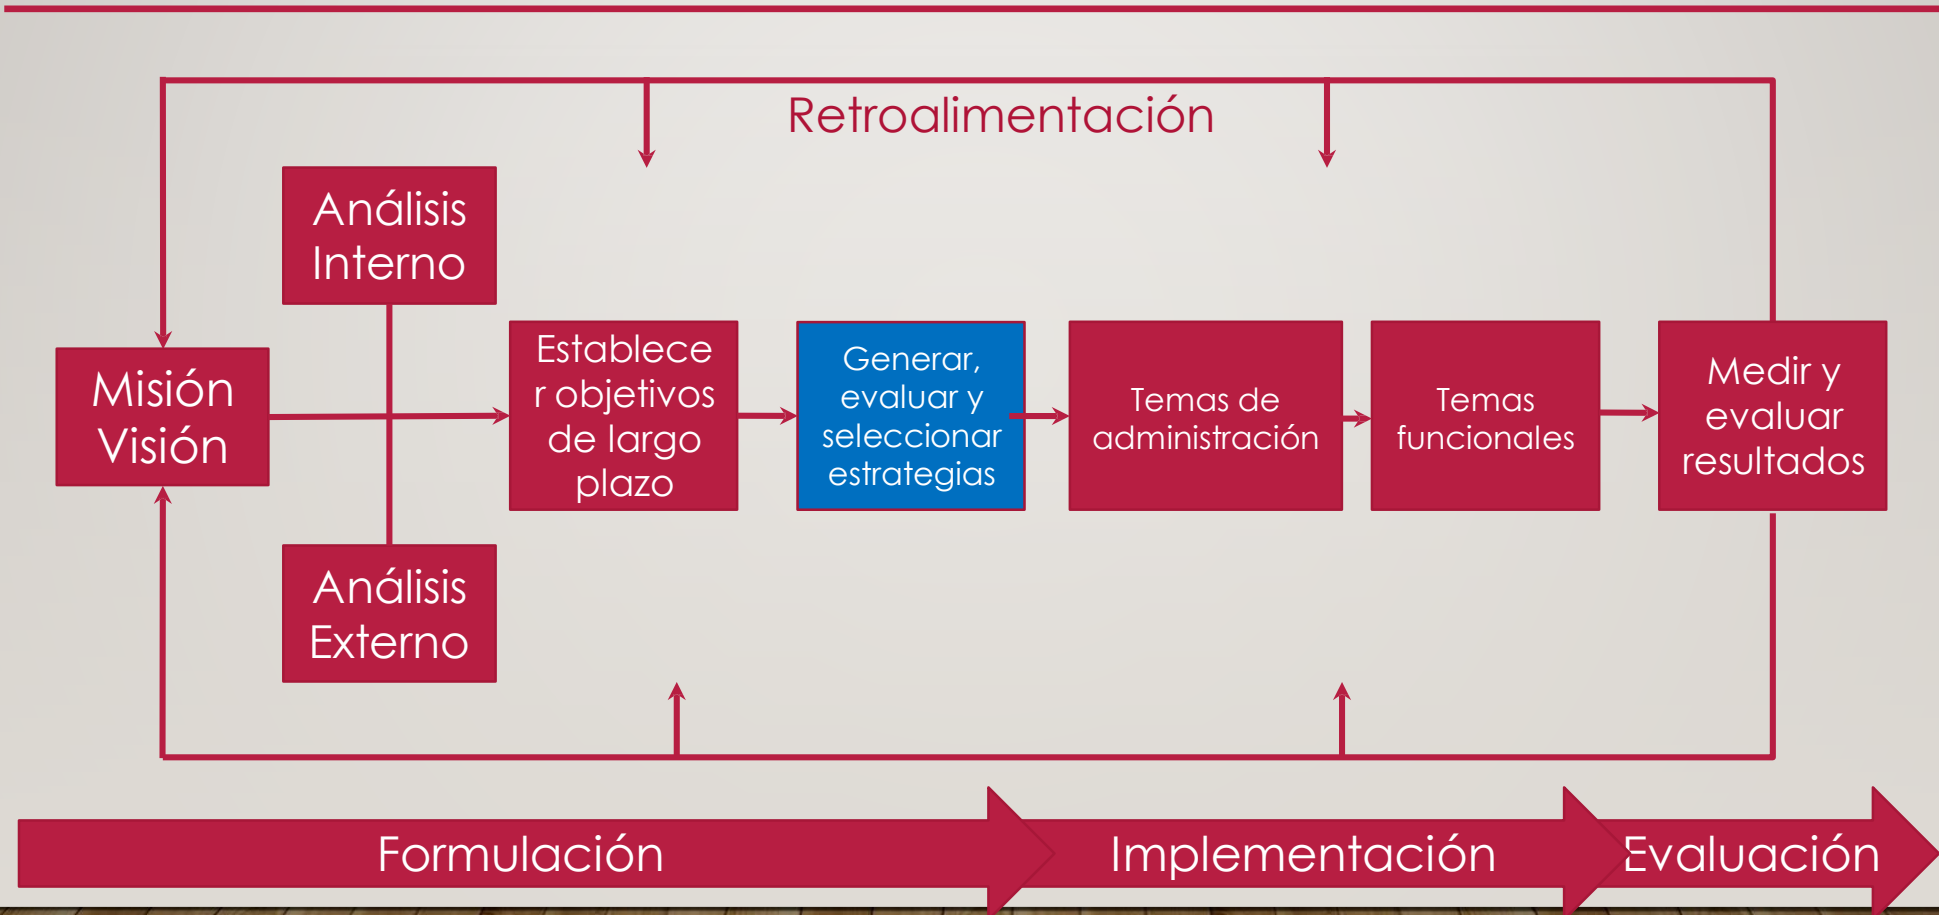 Retroalimentación
Análisis
Interno
Misión
Visión
Análisis
Externo
Establece
r objetivos
de largo
plazo
Generar,
evaluar y
seleccionar
estrategias
Temas de
administración
Temas
funcionales
Medir y
evaluar
resultados
Formulación
Implementación
Evaluación